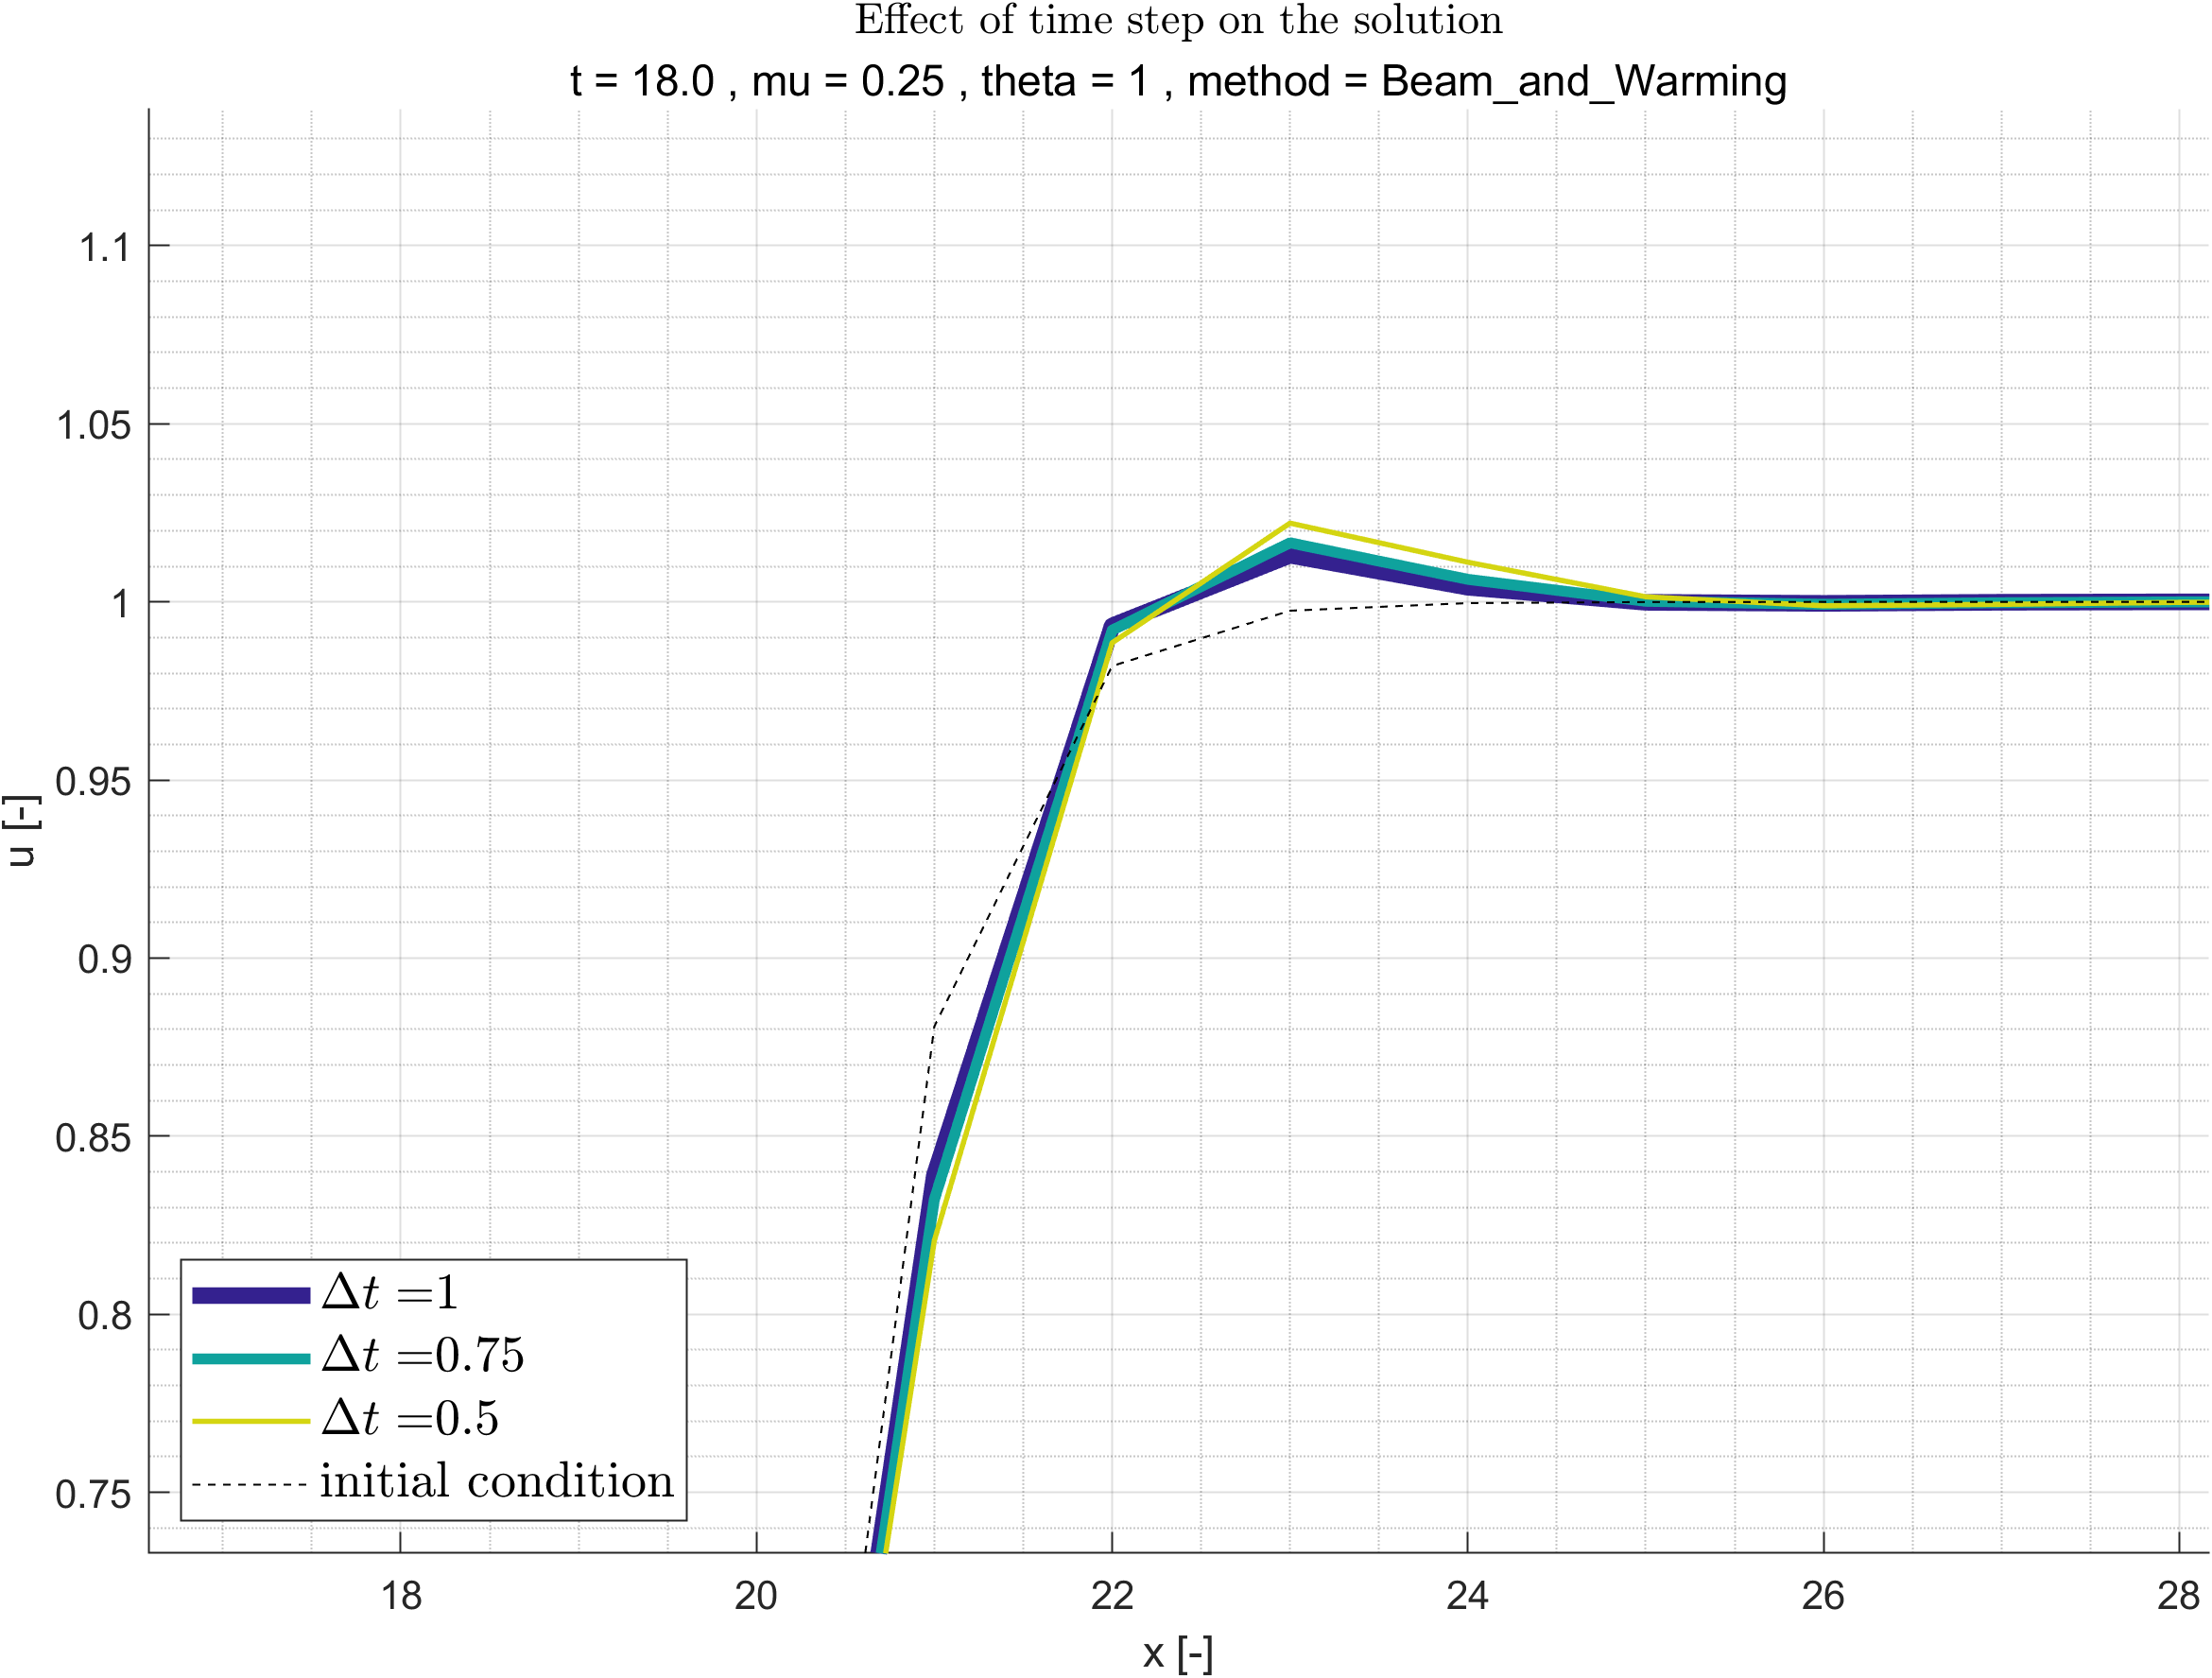 Effect of time step on the solution
t = 18.0 , mu = 0.25 , theta = 1 , method = Beam_and_Warming
1.1
1.05
1
0.95
0.9
0.85
0.8
0.75
u [-]
Δt =1
Δt =0.75
Δt =0.5
initial condition
18 20 22 24 26 28
x [-]